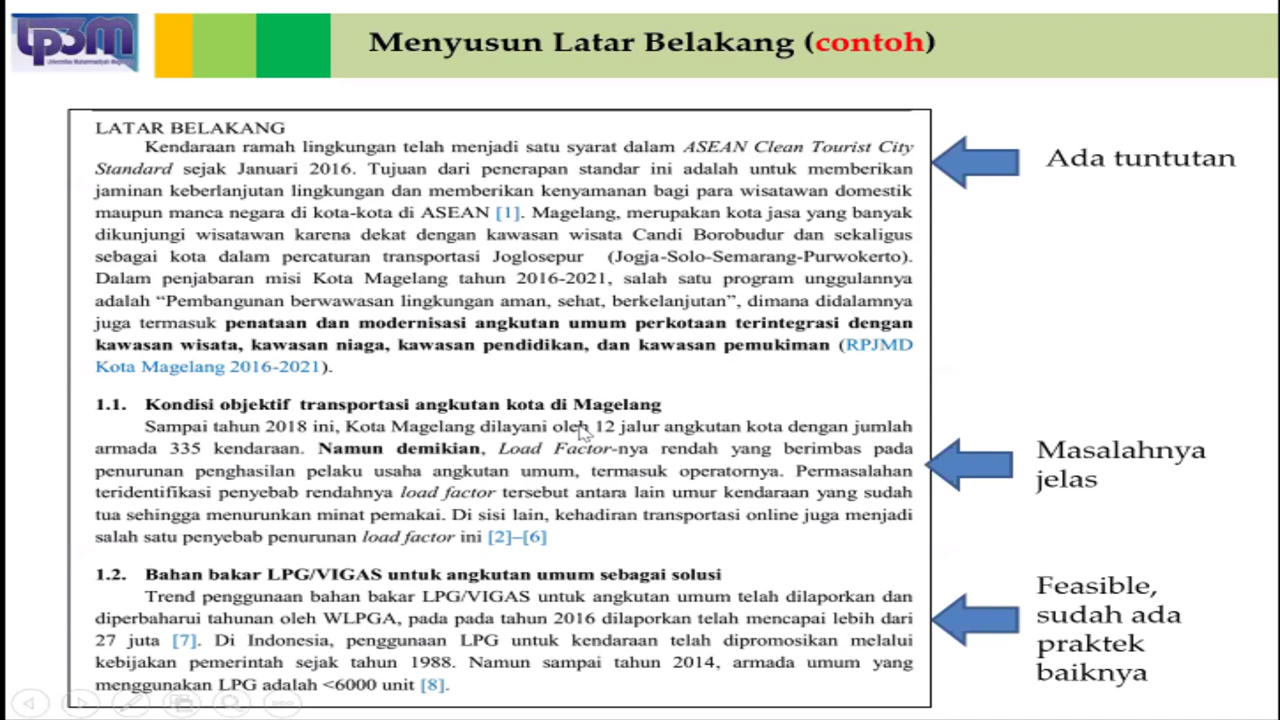 LP3M
Universitas Muhammadiyah Magelang
Menyusun Latar Belakang (contoh)
LATAR BELAKANG
Kendaraan ramah lingkungan telah menjadi satu syarat dalam ASEAN Clean Tourist City
Standard sejak Januari 2016. Tujuan dari penerapan standar ini adalah untuk memberikan
jaminan keberlanjutan lingkungan dan memberikan kenyamanan bagi para wisatawan domestik
maupun manca negara di kota-kota di ASEAN [1]. Magelang, merupakan kota jasa yang banyak
dikunjungi wisatawan karena dekat dengan kawasan wisata Candi Borobudur dan sekaligus
sebagai kota dalam percaturan transportasi Joglosepur (Jogja-Solo-Semarang-Purwokerto).
Dalam penjabaran misi Kota Magelang tahun 2016-2021, salah satu program unggulannya
adalah “Pembangunan berwawasan lingkungan aman, sehat, berkelanjutan”, dimana didalamnya
juga termasuk penataan dan modernisasi angkutan umum perkotaan terintegrasi dengan
kawasan wisata, kawasan niaga, kawasan pendidikan, dan kawasan pemukiman (RPJMD
Kota Magelang 2016-2021).
Ada tuntutan
1.1. Kondisi objektif transportasi angkutan kota di Magelang
Sampai tahun 2018 ini, Kota Magelang dilayani oleh 12 jalur angkutan kota dengan jumlah
armada 335 kendaraan. Namun demikian, Load Factor-nya rendah yang berimbas pada
penurunan penghasilan pelaku usaha angkutan umum, termasuk operatornya. Permasalahan
teridentifikasi penyebab rendahnya load factor tersebut antara lain umur kendaraan yang sudah
tua sehingga menurunkan minat pemakai. Di sisi lain, kehadiran transportasi online juga menjadi
salah satu penyebab penurunan load factor ini [2]–[6]
Masalahnya
jelas
1.2. Bahan bakar LPG/VIGAS untuk angkutan umum sebagai solusi
Trend penggunaan bahan bakar LPG/VIGAS untuk angkutan umum telah dilaporkan dan
diperbaharui tahunan oleh WLPGA, pada pada tahun 2016 dilaporkan telah mencapai lebih dari
27 juta [7]. Di Indonesia, penggunaan LPG untuk kendaraan telah dipromosikan melalui
kebijakan pemerintah sejak tahun 1988. Namun sampai tahun 2014, armada umum yang
menggunakan LPG adalah <6000 unit [8].
Feasible,
sudah ada
praktek
baiknya